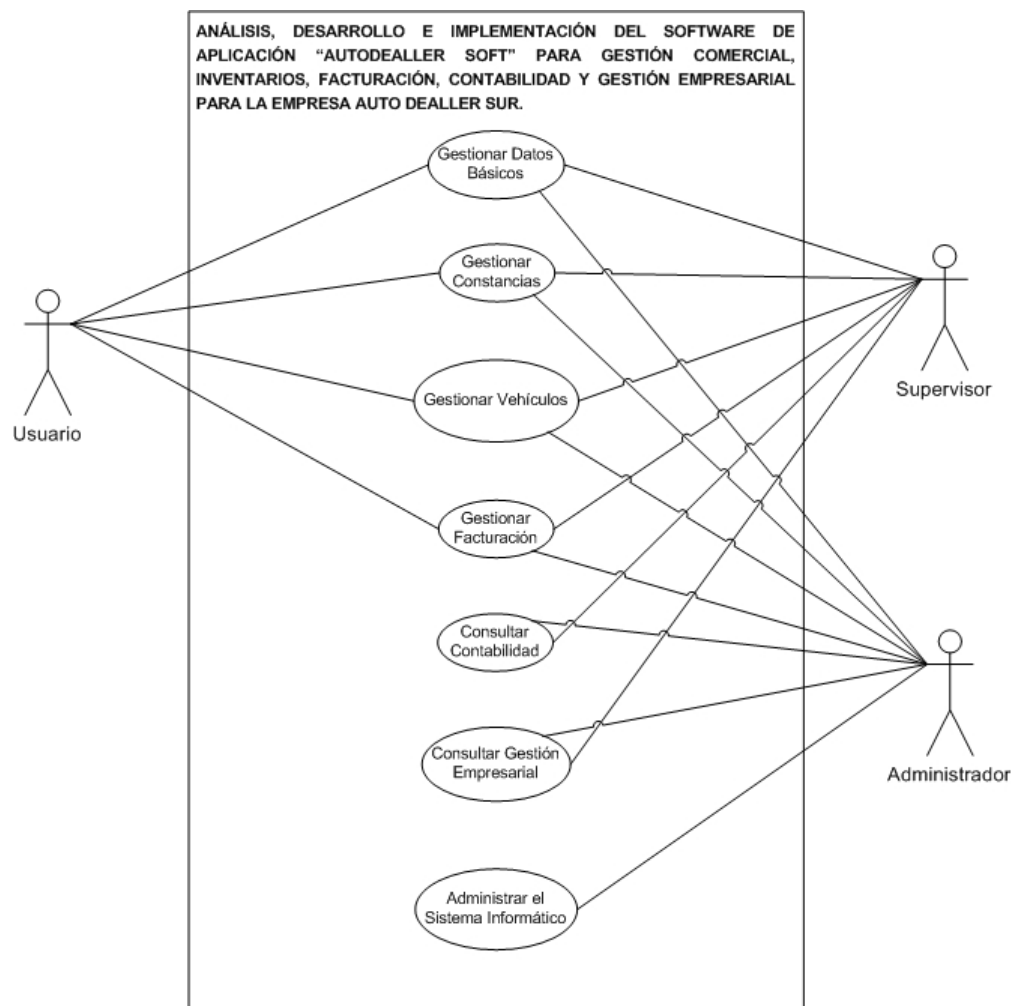 ANÁLISIS, DESARROLLO E IMPLEMENTACIÓN DEL SOFTWARE DE
APLICACIÓN “AUTODEALLER SOFT” PARA GESTIÓN COMERCIAL,
INVENTARIOS, FACTURACIÓN, CONTABILIDAD Y GESTIÓN EMPRESARIAL
PARA LA EMPRESA AUTO DEALLER SUR.
Gestionar Datos
Básicos
Gestionar
Constancias
Supervisor
Gestionar Vehículos
Usuario
Gestionar
Facturación
Consultar
Contabilidad
Consultar Gestión
Empresarial
Administrador
Administrar el
Sistema Informático